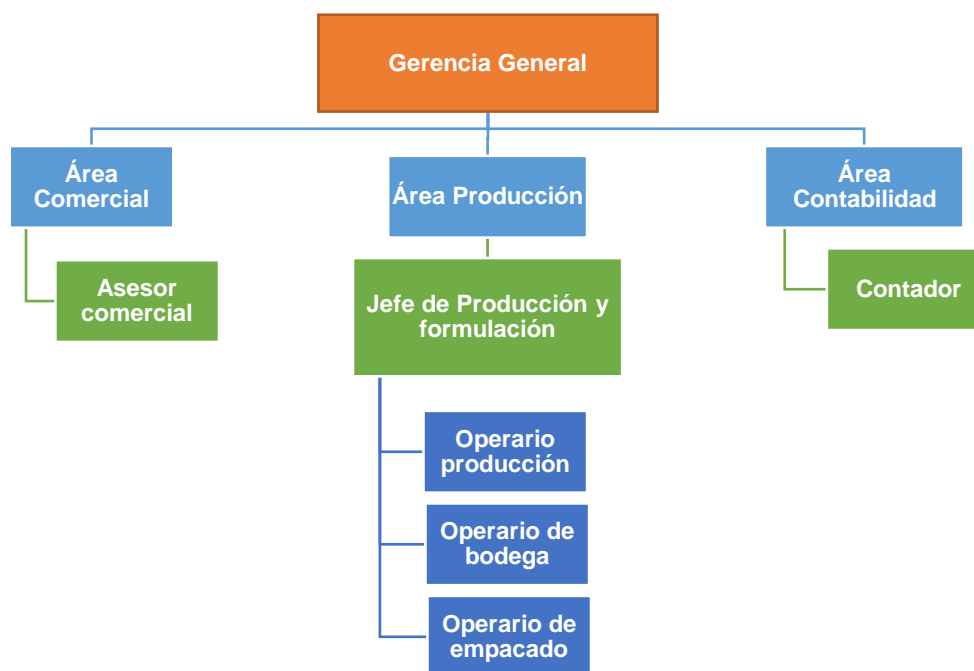 Gerencia General
Área
Comercial
Área Producción
Área
Contabilidad
Asesor
comercial
Jefe de Producción y
formulación
Contador
Operario
producción
Operario de
bodega
Operario de
empacado